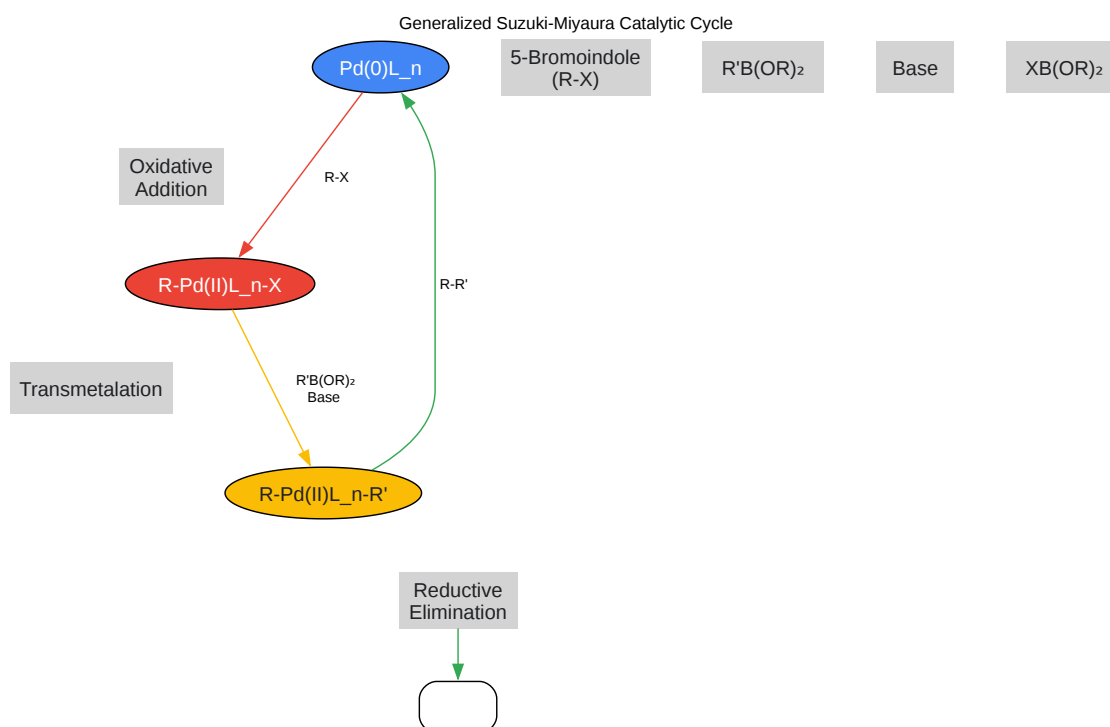 Generalized Suzuki-Miyaura Catalytic Cycle
Pd(0)L_n
5-Bromoindole
(R-X)
R'B(OR)₂
Base
XB(OR)₂
Oxidative
Addition
R-X
R-Pd(II)L_n-X
R-R'
Transmetalation
R'B(OR)₂
Base
R-Pd(II)L_n-R'
Reductive
Elimination